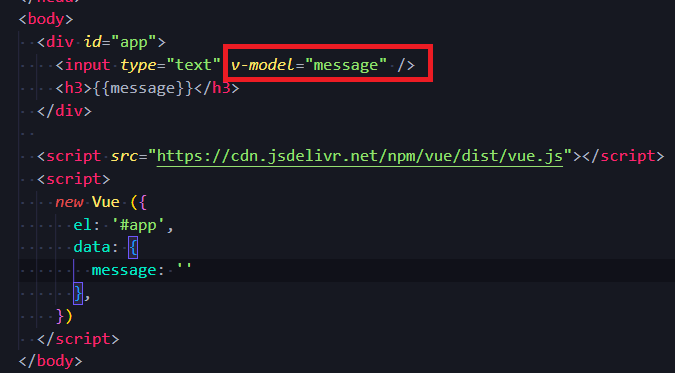 <body>
<div id="app">
<input type="text" v-model="message" />
<h3>{{message}}</h3>
</div>
<script src="https://cdn.jsdelivr.net/npm/vue/dist/vue.js"></script>
<script>
new Vue ({
el: '#app',
data: {
message: ''
},
})
</script>
</body>